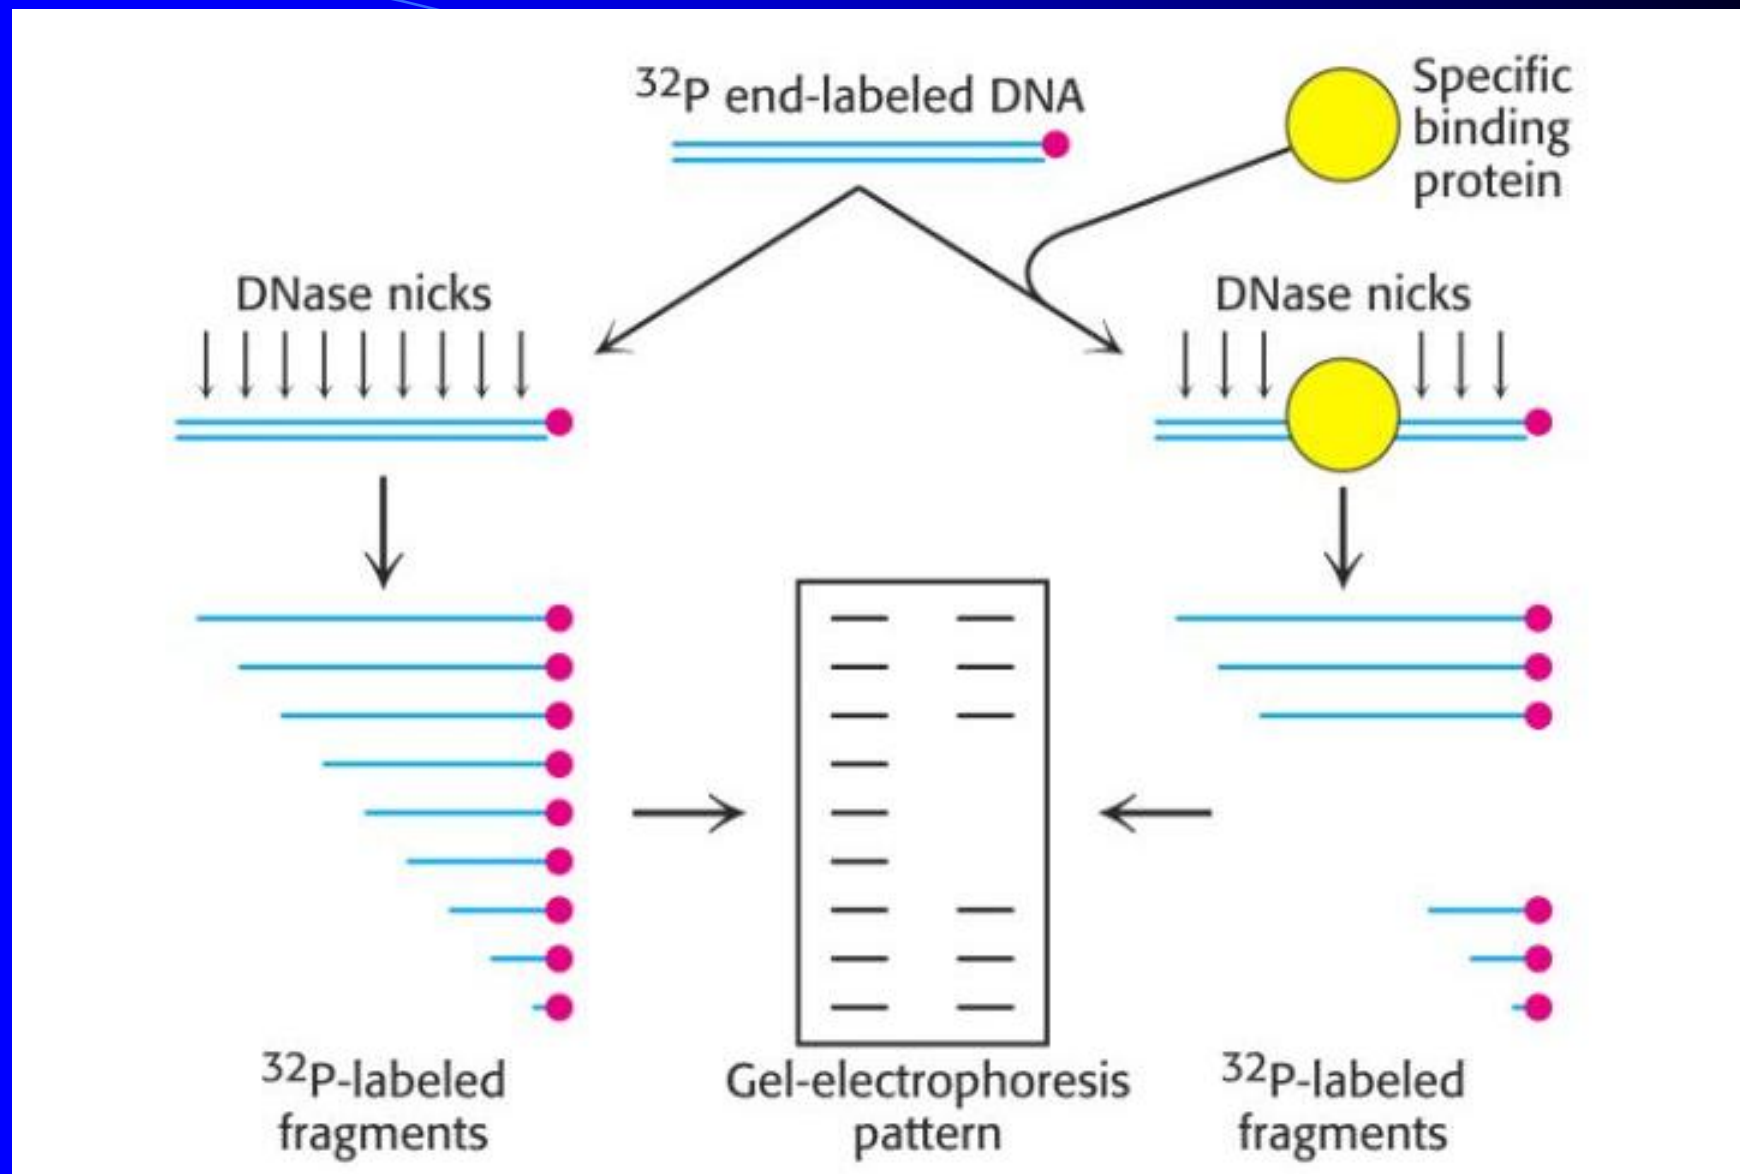 ³²P end-labeled DNA
Specific
binding
protein
DNase nicks
DNase nicks
³²P-labeled
fragments
Gel-electrophoresis
pattern
³²P-labeled
fragments